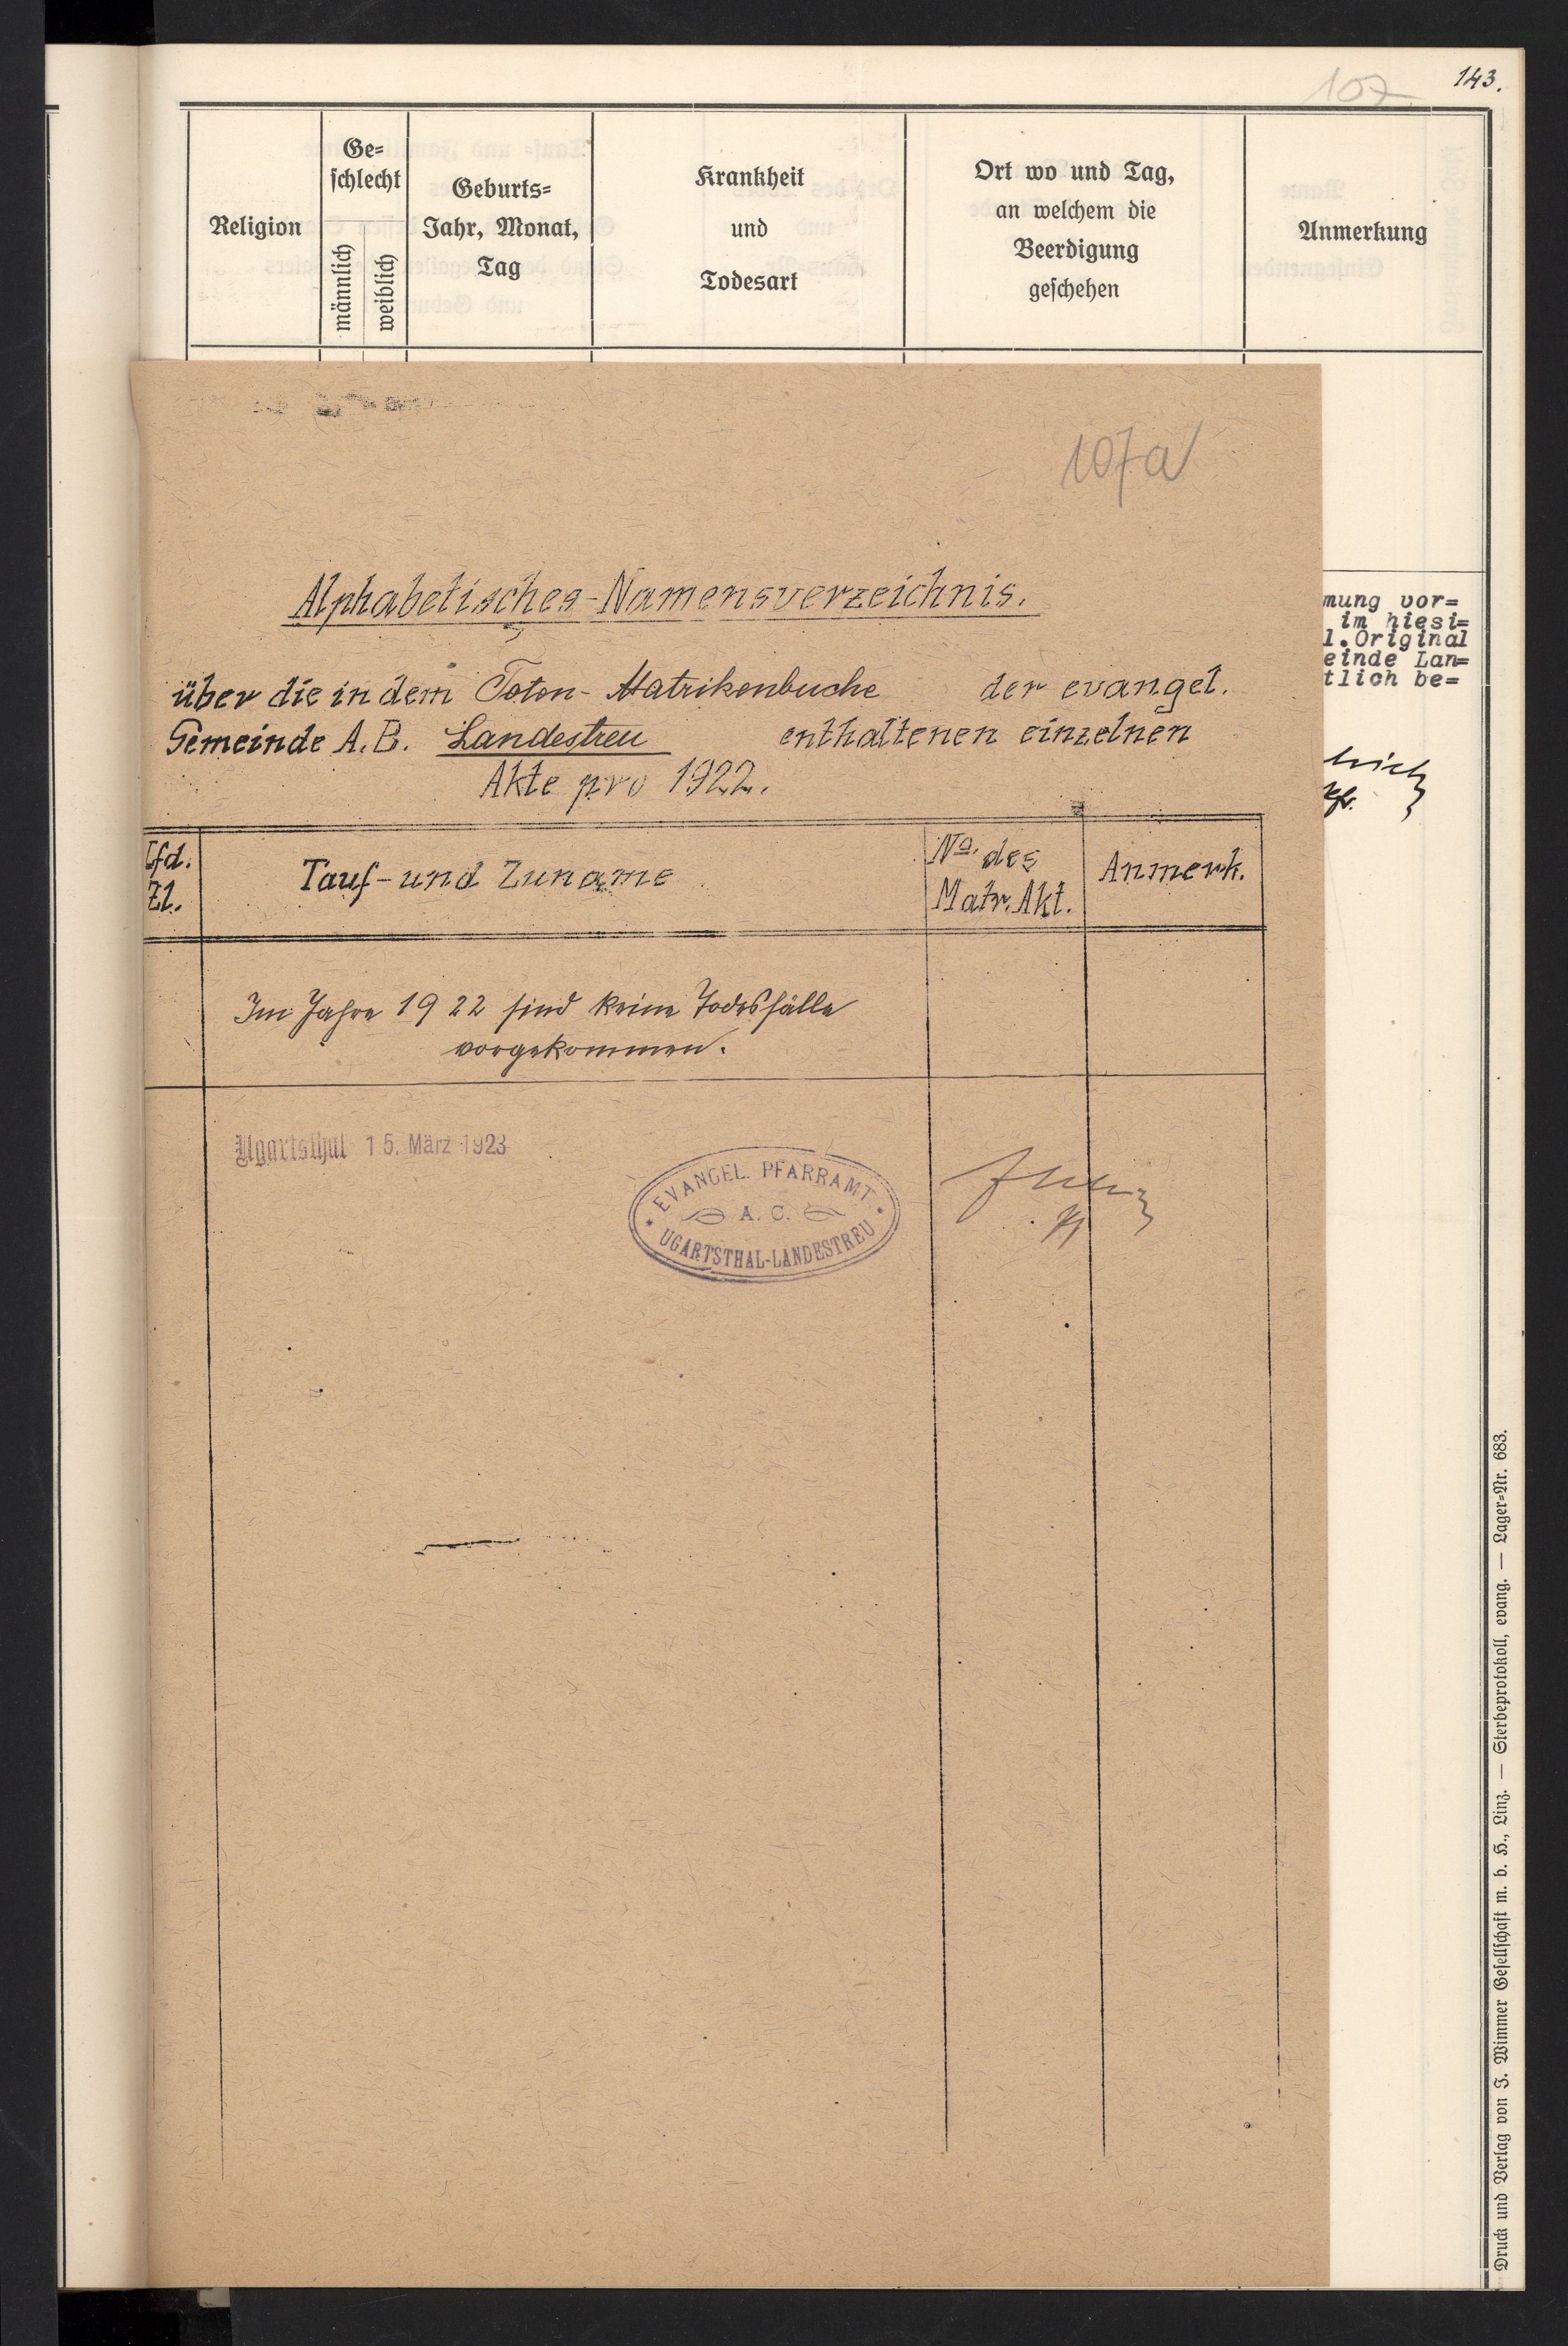 143.
107
Religion
Ge=
schlecht
männlich
weiblich
Geburts=
Jahr, Monat,
Tag
Krankheit
und
Todesart
Ort wo und Tag,
an welchem die
Beerdigung
geschehen
Anmerkung
107a
Alphabetisches-Namensverzeichnis.
über die in dem Toten-Matrikenbuche der evangel.
Gemeinde A.B. Landestreu enthaltenen einzelnen
Akte pro 1922.
Lfd.
Zl.
Tauf-und Zuname
No. des
Matr. Akt.
Anmerk.
Im Jahre 1922 sind keine Todesfälle
vorgekommen.
Ugartsthal 15. März 1923
EVANGEL. PFARRAMT
A. C.
UGARTSTHAL-LANDESTREU
mung vor=
im hiesi=
l.Original
einde Lan=
tlich be=
Druck und Verlag von J. Wimmer Gesellschaft m. b. H., Linz. — Sterbeprotokoll, evang. — Lager=Nr. 683.